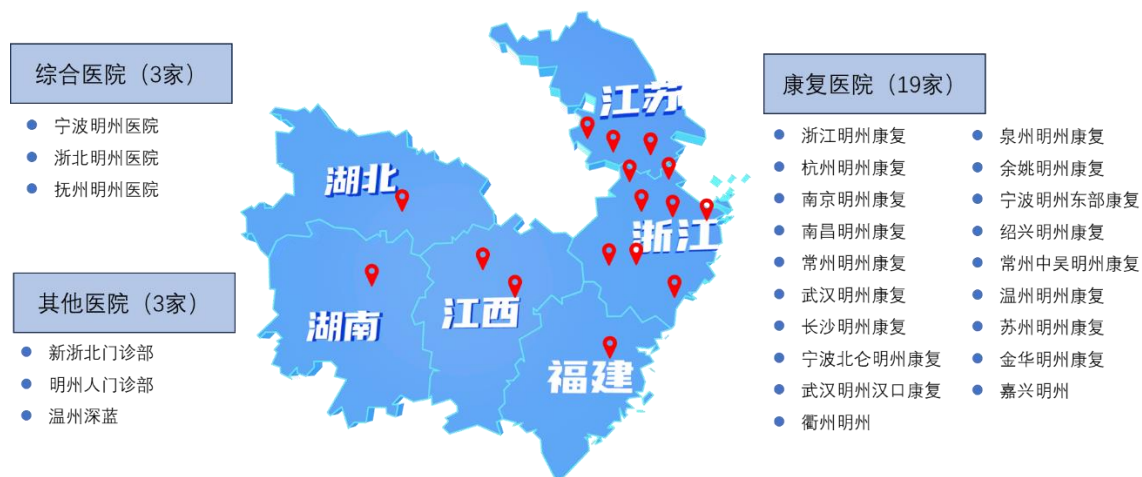 综合医院（3家）
宁波明州医院
浙北明州医院
抚州明州医院
其他医院（3家）
新浙北门诊部
明州人门诊部
温州深蓝
江苏
湖北
浙江
湖南
江西
福建
康复医院（19家）
浙江明州康复
杭州明州康复
南京明州康复
南昌明州康复
常州明州康复
武汉明州康复
长沙明州康复
宁波北仑明州康复
武汉明州汉口康复
衢州明州
泉州明州康复
余姚明州康复
宁波明州东部康复
绍兴明州康复
常州中吴明州康复
温州明州康复
苏州明州康复
金华明州康复
嘉兴明州